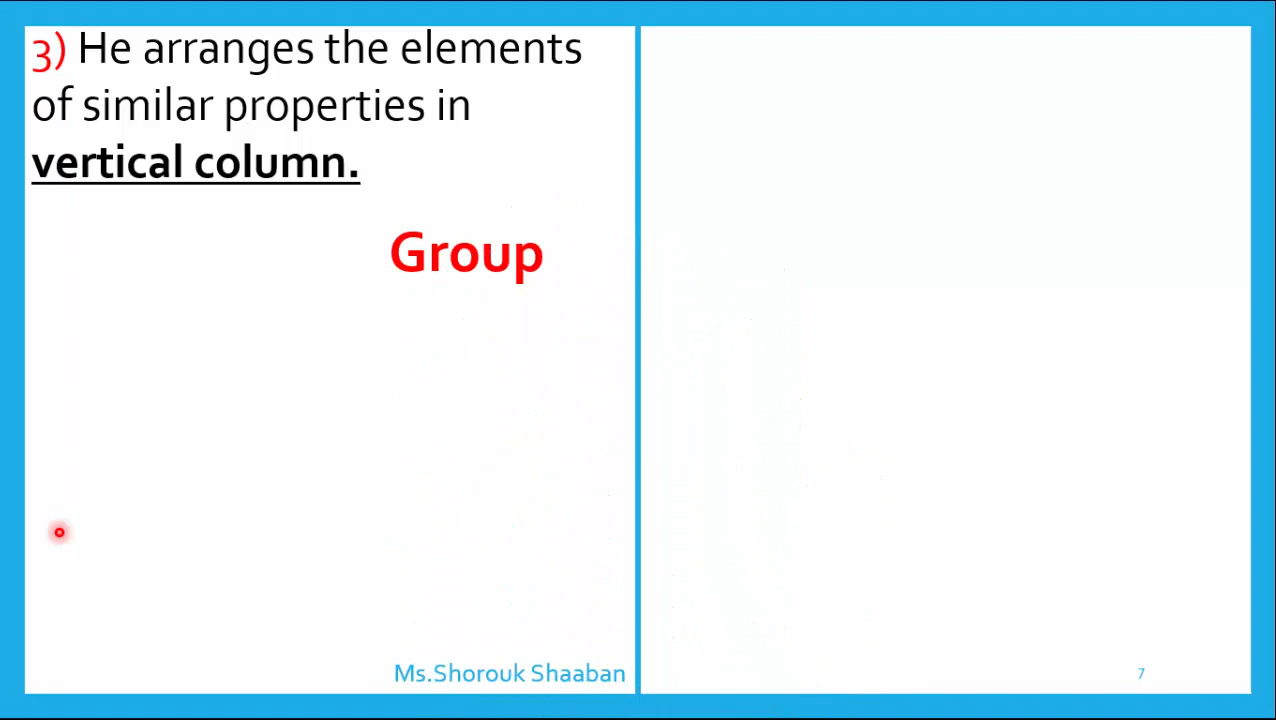 3) He arranges the elements
of similar properties in
vertical column.
Group
Ms.Shorouk Shaaban
7